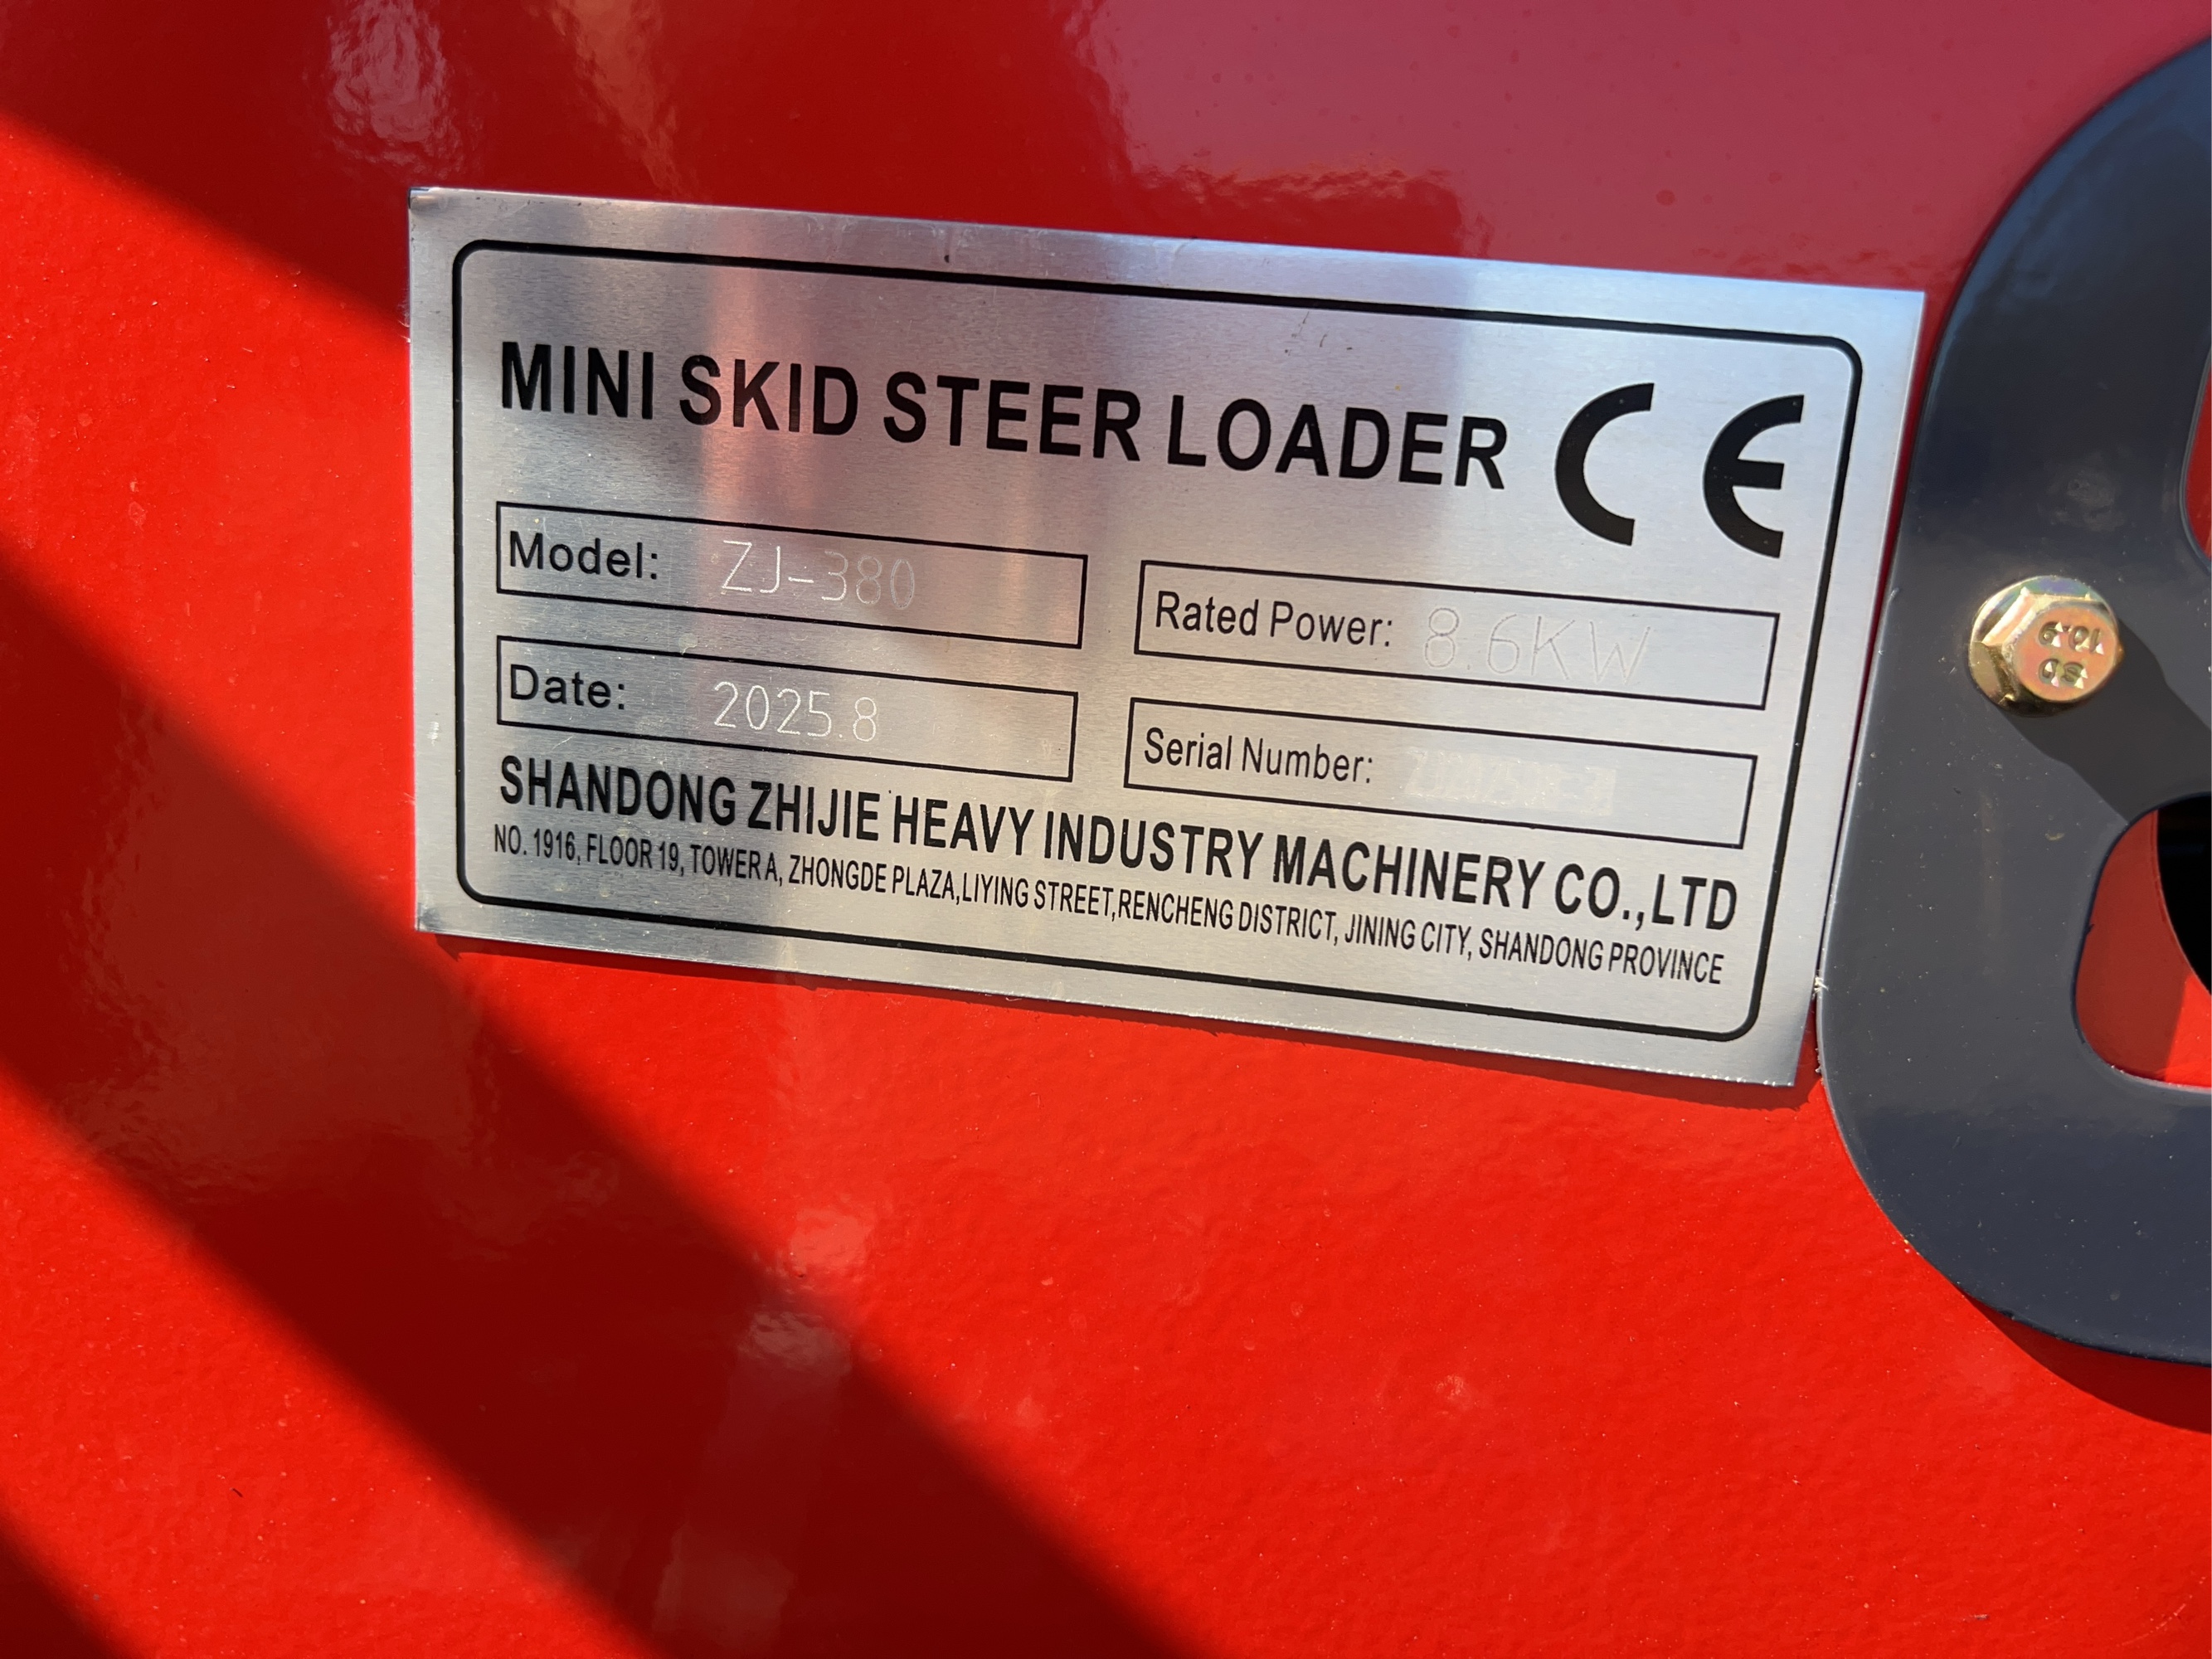 MINI SKID STEER LOADER CE
Model: ZJ-380
Rated Power: 8.6KW
Date: 2025.8
Serial Number:
SHANDONG ZHIJIE HEAVY INDUSTRY MACHINERY CO.,LTD
NO. 1916, FLOOR 19, TOWER A, ZHONGDE PLAZA,LIYING STREET,RENCHENG DISTRICT, JINING CITY, SHANDONG PROVINCE
10.9